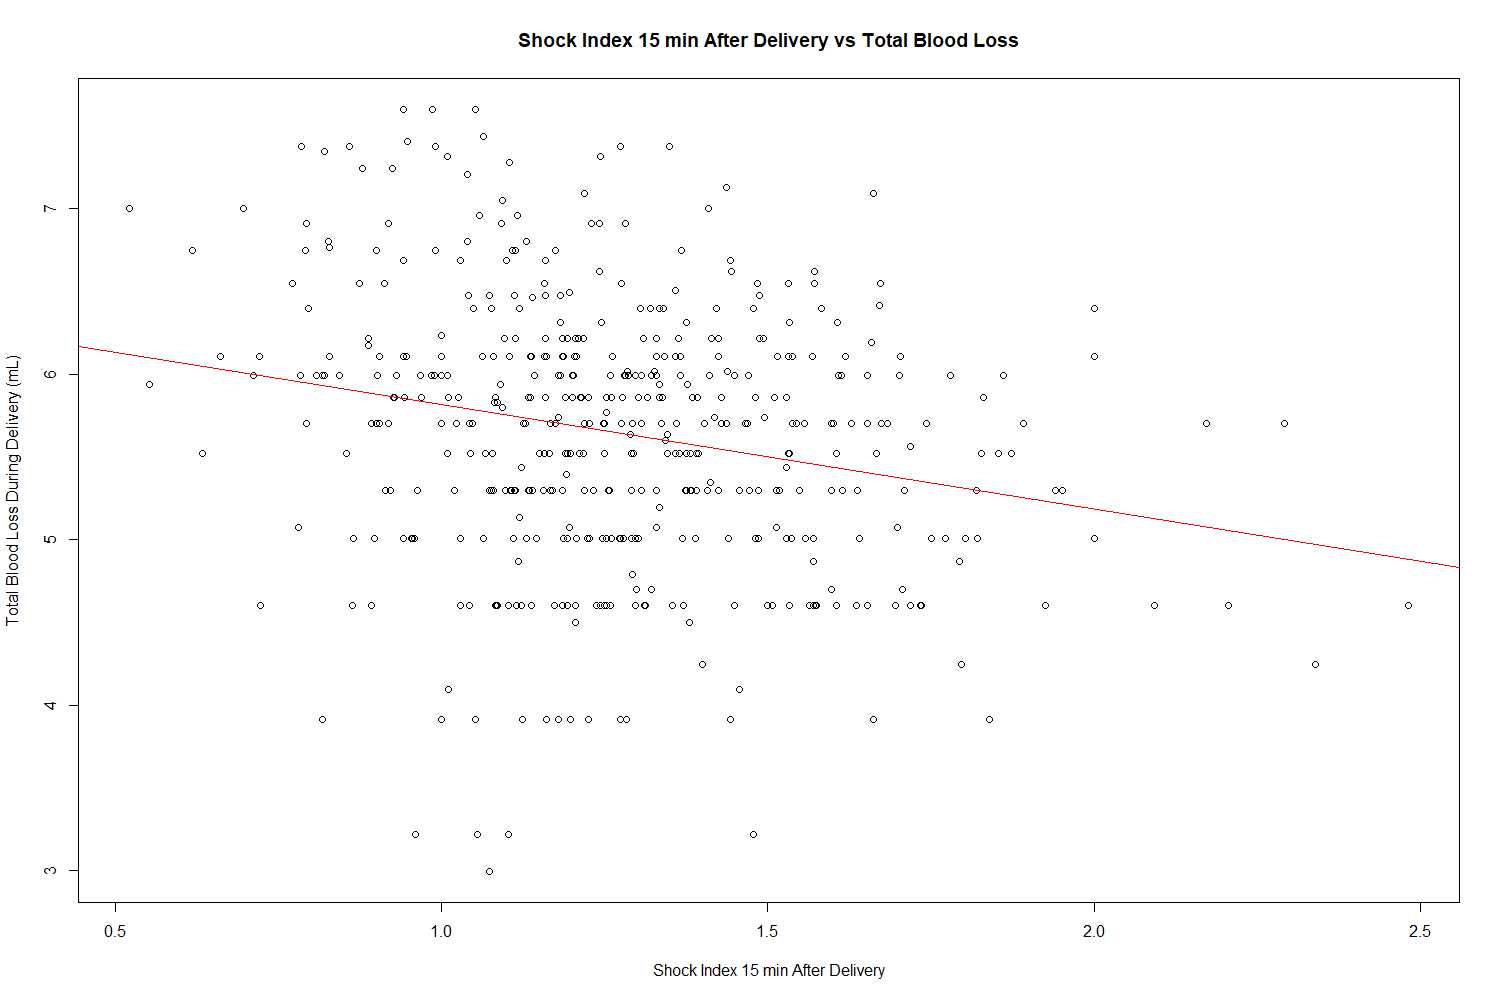 Shock Index 15 min After Delivery vs Total Blood Loss
Total Blood Loss During Delivery (mL)
7
6
5
4
3
0.5 1.0 1.5 2.0 2.5
Shock Index 15 min After Delivery